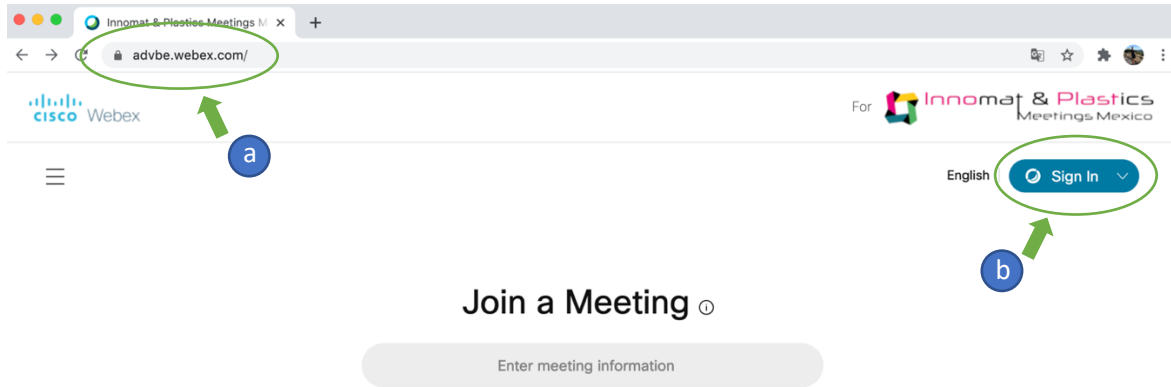 Innomat & Plastics Meetings M
advbe.webex.com/
CISCO Webex
For Innomat & Plastics
Meetings Mexico
a
English Sign In
b
Join a Meeting
Enter meeting information